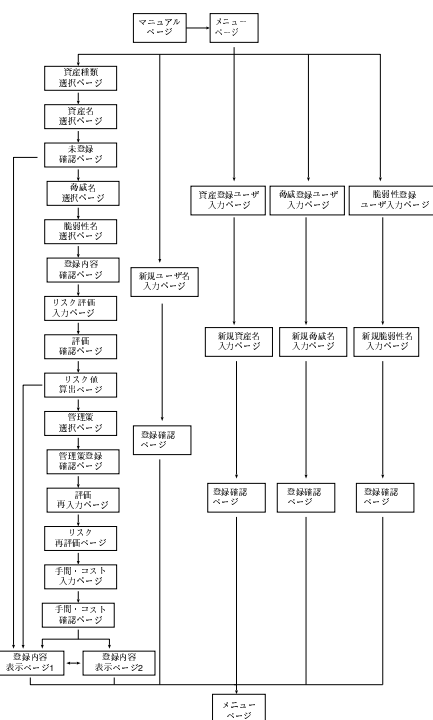 マニュアル
ページ
メニュー
ページ
資産種類
選択ページ
資産名
選択ページ
未登録
確認ページ
脅威名
選択ページ
脆弱性名
選択ページ
登録内容
確認ページ
リスク評価
入力ページ
評価
確認ページ
リスク値
算出ページ
管理策
選択ページ
管理策登録
確認ページ
評価
再入力ページ
リスク
再評価ページ
手間・コスト
入力ページ
手間・コスト
確認ページ
登録内容
表示ページ1
登録内容
表示ページ2
新規ユーザ名
入力ページ
登録確認
ページ
資産登録ユーザ
入力ページ
新規資産名
入力ページ
登録確認
ページ
脅威登録ユーザ
入力ページ
新規脅威名
入力ページ
登録確認
ページ
脆弱性登録
ユーザ入力ページ
新規脆弱性名
入力ページ
登録確認
ページ
メニュー
ページ